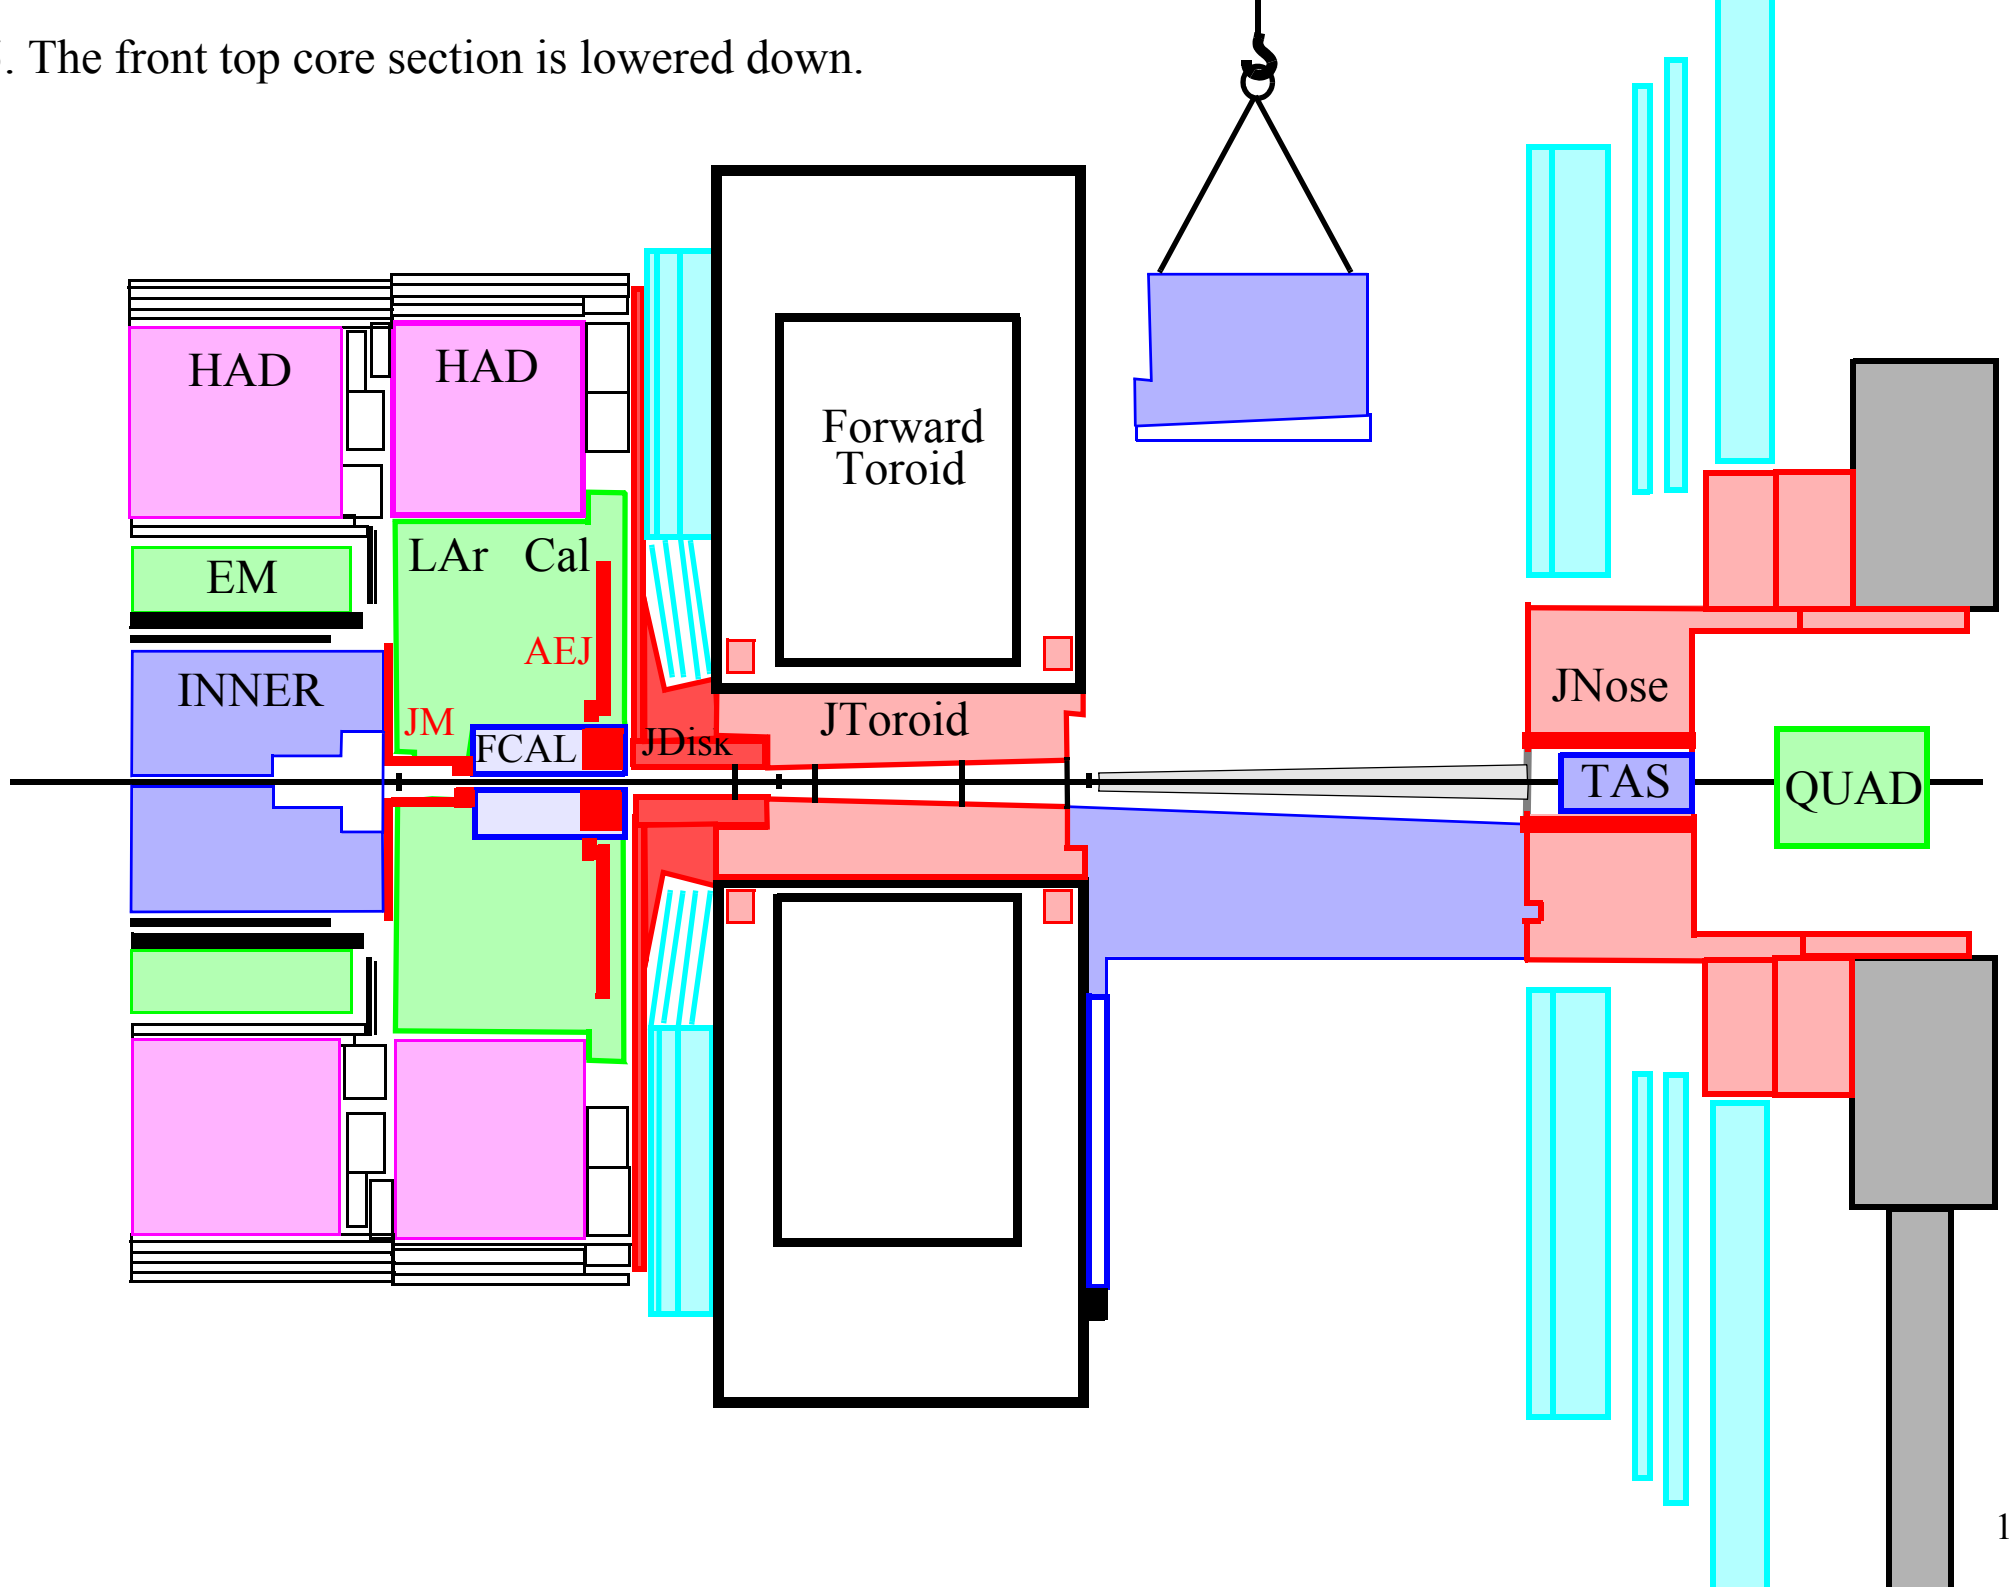 . The front top core section is lowered down.
HAD
HAD
Forward
Toroid
LAr Cal
EM
AEJ
INNER
JM
FCAL
JDisk
JToroid
JNose
TAS
QUAD
1